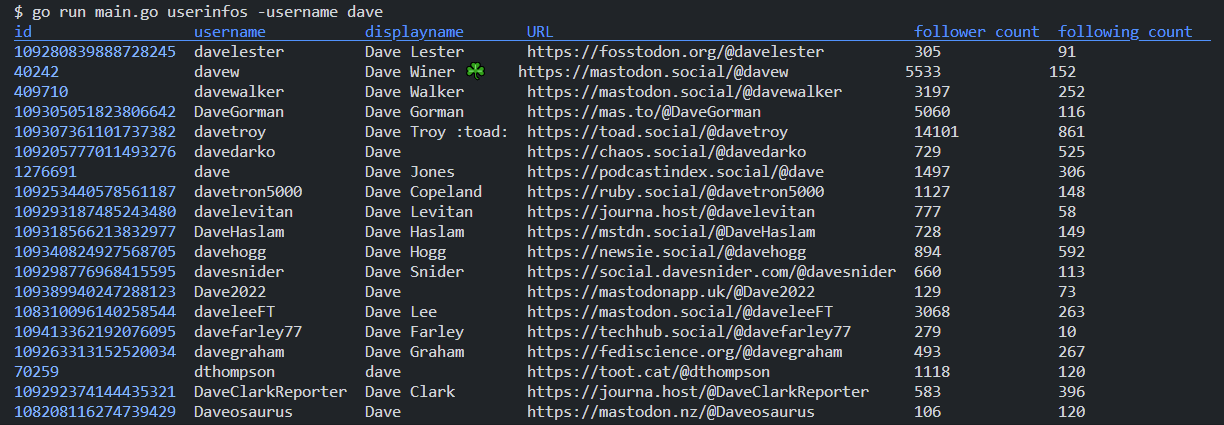 $ go run main.go userinfos -username dave
id username displayname URL follower_count following_count
109280839888728245 davelester Dave Lester https://fosstodon.org/@davelester 305 91
40242 davew Dave Winer ☘️ https://mastodon.social/@davew 5533 152
409710 davewalker Dave Walker https://mastodon.social/@davewalker 3197 252
109305051823806642 DaveGorman Dave Gorman https://mas.to/@DaveGorman 5060 116
109307361101737382 davetroy Dave Troy :toad: https://toad.social/@davetroy 14101 861
109205777011493276 davedarko Dave https://chaos.social/@davedarko 729 525
1276691 dave Dave Jones https://podcastindex.social/@dave 1497 306
109253440578561187 davetron5000 Dave Copeland https://ruby.social/@davetron5000 1127 148
109293187485243480 davelevitan Dave Levitan https://journa.host/@davelevitan 777 58
109318566213832977 DaveHaslam Dave Haslam https://mstdn.social/@DaveHaslam 728 149
109340824927568705 davehogg Dave Hogg https://newsie.social/@davehogg 894 592
109298776968415595 davesnider Dave Snider https://social.davesnider.com/@davesnider 660 113
109389940247288123 Dave2022 Dave https://mastodonapp.uk/@Dave2022 129 73
108310096140258544 daveleeFT Dave Lee https://mastodon.social/@daveleeFT 3068 263
109413362192076095 davefarley77 Dave Farley https://techhub.social/@davefarley77 279 10
109263313152520034 davegraham Dave Graham https://fediscience.org/@davegraham 493 267
70259 dthompson dave https://toot.cat/@dthompson 1118 120
109292374144435321 DaveClarkReporter Dave Clark https://journa.host/@DaveClarkReporter 583 396
108208116274739429 Daveosaurus Dave https://mastodon.nz/@Daveosaurus 106 120